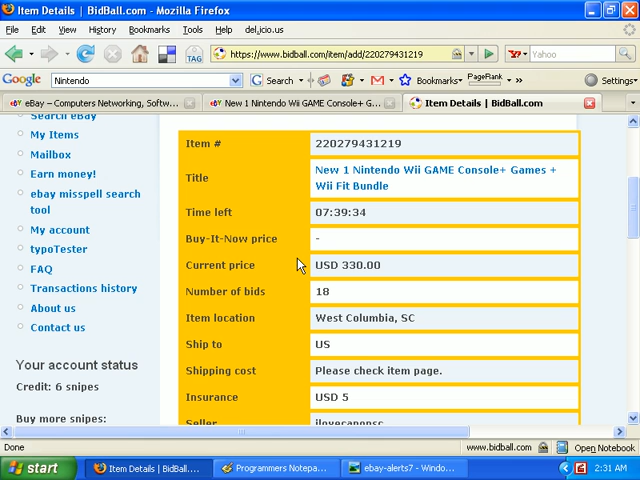 Item Details | BidBall.com - Mozilla Firefox
File Edit View History Bookmarks Tools Help del.icio.us
TAG https://www.bidball.com/item/add/220279431219 Yahoo
Google Nintendo Search Bookmarks PageRank Settings
eBay – Computers Networking, Softw... New 1 Nintendo Wii GAME Console+ G... Item Details | BidBall.com
Search eBay
My Items
Mailbox
Earn money!
ebay misspell search
tool
My account
typoTester
FAQ
Transactions history
About us
Contact us
Your account status
Credit: 6 snipes
Buy more snipes:
Item # 220279431219
Title New 1 Nintendo Wii GAME Console+ Games +
Wii Fit Bundle
Time left 07:39:34
Buy-It-Now price -
Current price USD 330.00
Number of bids 18
Item location West Columbia, SC
Ship to US
Shipping cost Please check item page.
Insurance USD 5
Seller ilovecanonsc
Done www.bidball.com Open Notebook
start Item Details | BidBall.... Programmers Notepa... ebay-alerts7 - Windo... 2:31 AM